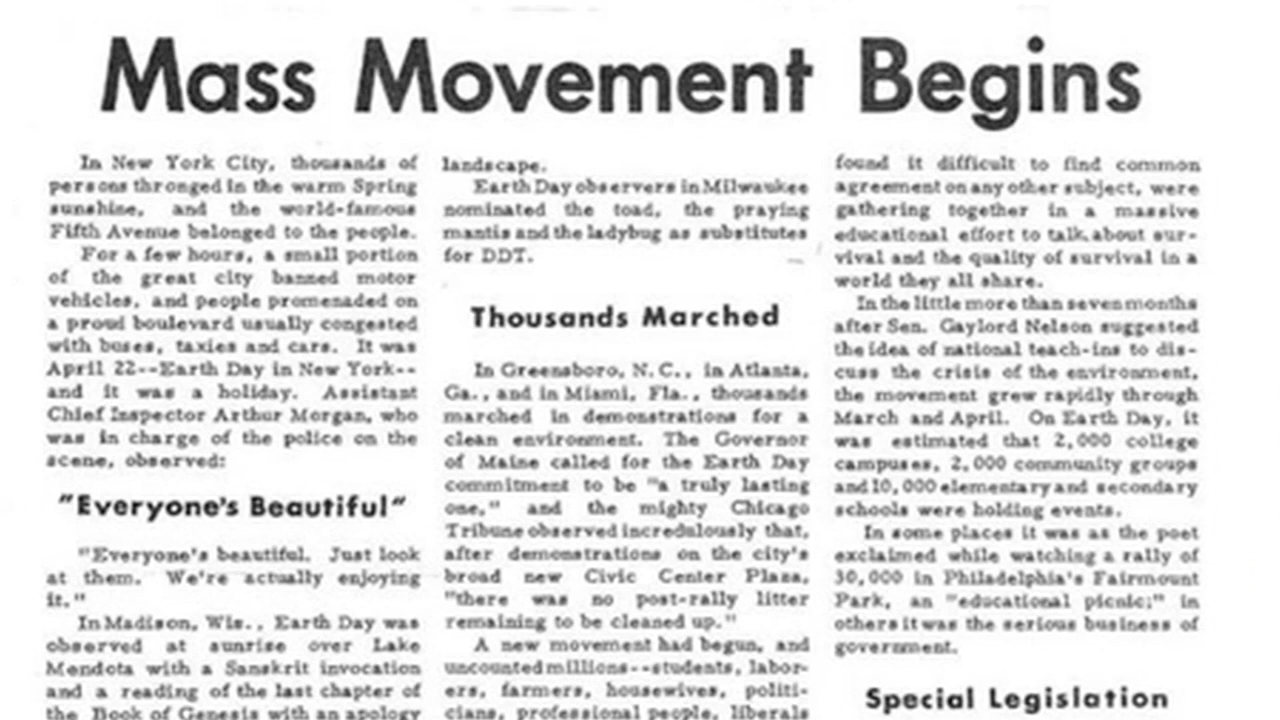 Mass Movement Begins
In New York City, thousands of
persons thronged in the warm Spring
sunshine, and the world-famous
Fifth Avenue belonged to the people.
For a few hours, a small portion
of the great city banned motor
vehicles, and people promenaded on
a proud boulevard usually congested
with buses, taxies and cars. It was
April 22--Earth Day in New York--
and it was a holiday. Assistant
Chief Inspector Arthur Morgan, who
was in charge of the police on the
scene, observed:
"Everyone's Beautiful"
"Everyone's beautiful. Just look
at them. We're actually enjoying
it."
In Madison, Wis., Earth Day was
observed at sunrise over Lake
Mendota with a Sanskrit invocation
and a reading of the last chapter of
the Book of Genesis with an apology
landscape.
Earth Day observers in Milwaukee
nominated the toad, the praying
mantis and the ladybug as substitutes
for DDT.
Thousands Marched
In Greensboro, N.C., in Atlanta,
Ga., and in Miami, Fla., thousands
marched in demonstrations for a
clean environment. The Governor
of Maine called for the Earth Day
commitment to be "a truly lasting
one," and the mighty Chicago
Tribune observed incredulously that,
after demonstrations on the city's
broad new Civic Center Plaza,
"there was no post-rally litter
remaining to be cleaned up."
A new movement had begun, and
uncounted millions--students, labor-
ers, farmers, housewives, politi-
cians, professional people, liberals
found it difficult to find common
agreement on any other subject, were
gathering together in a massive
educational effort to talk about sur-
vival and the quality of survival in a
world they all share.
In the little more than seven months
after Sen. Gaylord Nelson suggested
the idea of national teach-ins to dis-
cuss the crisis of the environment,
the movement grew rapidly through
March and April. On Earth Day, it
was estimated that 2,000 college
campuses, 2,000 community groups
and 10,000 elementary and secondary
schools were holding events.
In some places it was as the poet
exclaimed while watching a rally of
30,000 in Philadelphia's Fairmount
Park, an "educational picnic;" in
others it was the serious business of
government.
Special Legislation